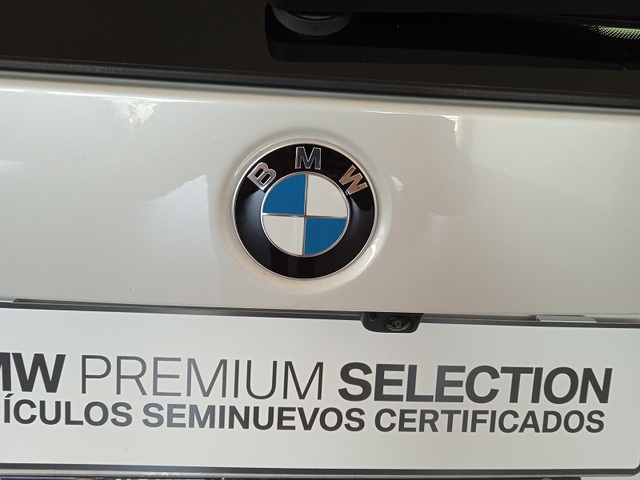 BMW
MW PREMIUM SELECTION
ÍCULOS SEMINUEVOS CERTIFICADOS